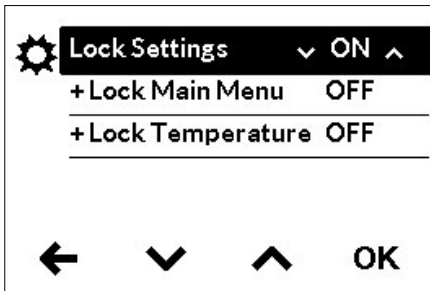 Lock Settings ON
+Lock Main Menu OFF
+Lock Temperature OFF
OK